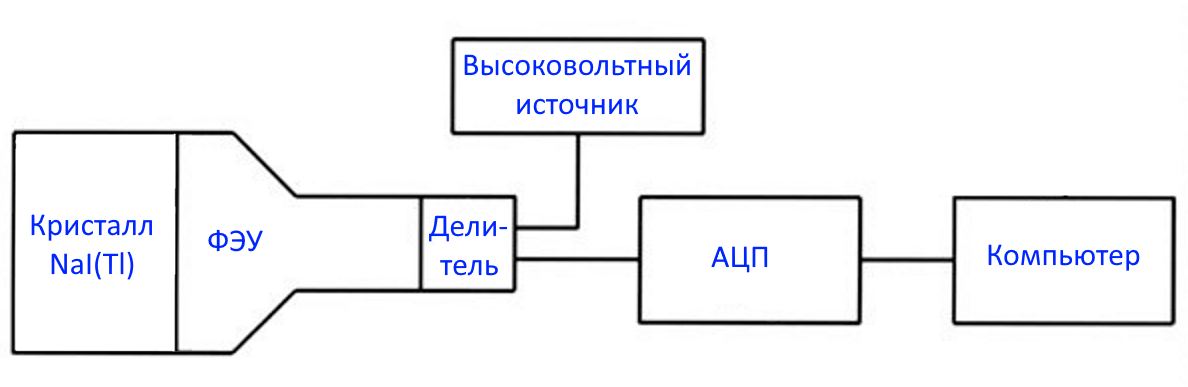 Высоковольтный
источник
Кристалл
NaI(Tl)
ФЭУ
Дели-
тель
АЦП
Компьютер